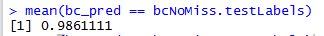 > mean(bc_pred == bcNoMiss.testLabels)
[1] 0.9861111